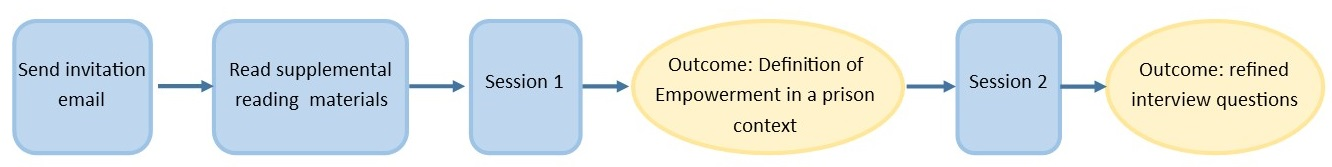 Send invitation
email
Read supplemental
reading materials
Session 1
Outcome: Definition of
Empowerment in a prison
context
Session 2
Outcome: refined
interview questions